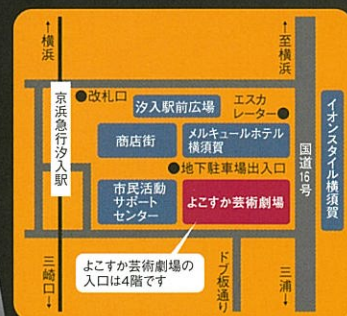 ←横浜
←至横浜
●改札口
汐入駅前広場
エスカ
レーター●
京浜急行汐入駅
商店街
メルキュールホテル
横須賀
国道16号
イオンスタイル横須賀
●地下駐車場出入口
市民活動
サポート
センター
よこすか芸術劇場
よこすか芸術劇場の
入口は4階です
三崎口→
ドブ板通り
三浦→